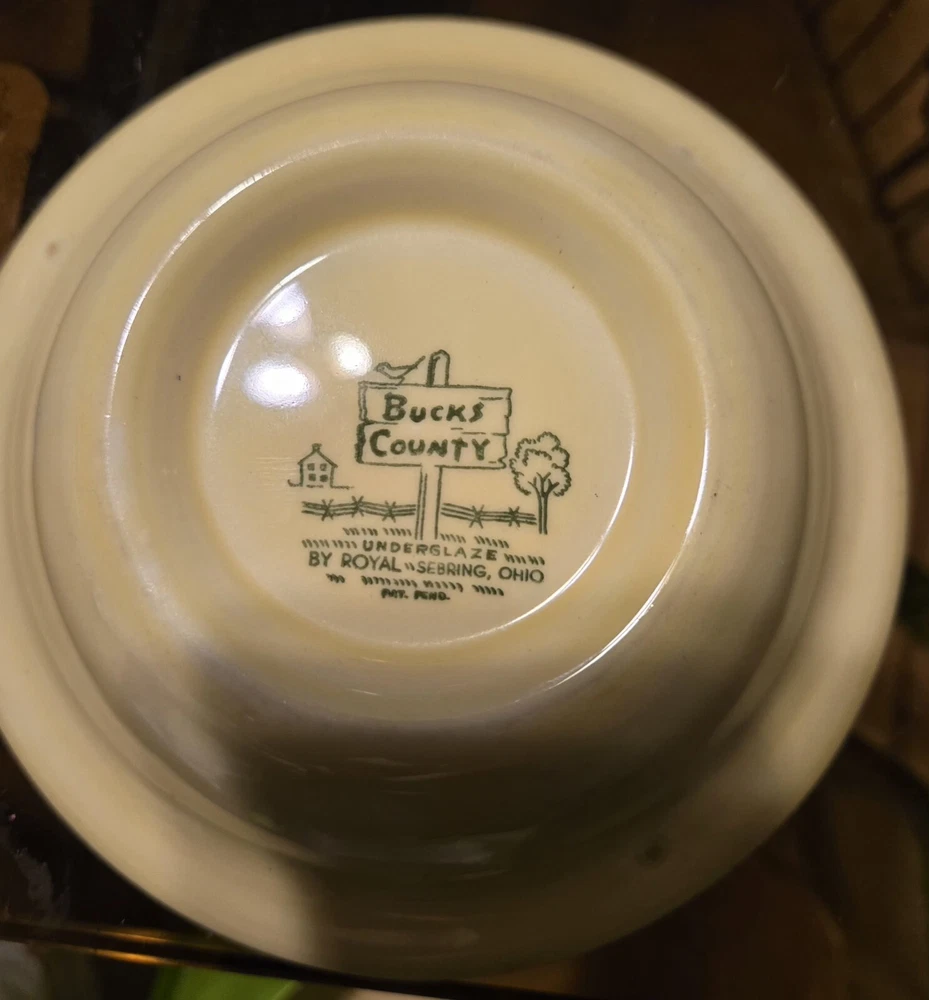 BUCKS
COUNTY
UNDERGLAZE
BY ROYAL SEBRING, OHIO
PAT. PEND.